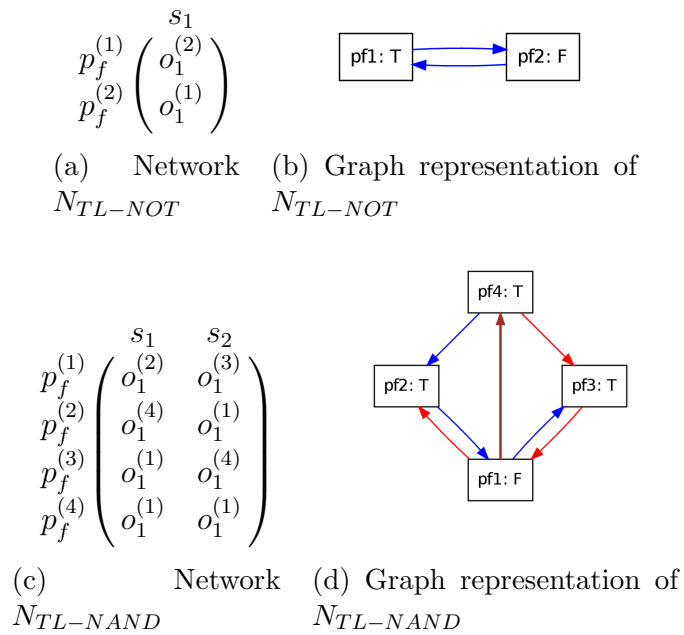 s_1
p_f^{(1)} ( o_1^{(2)} )
p_f^{(2)} ( o_1^{(1)} )
pf1: T pf2: F
(a) Network N_{TL−NOT}
(b) Graph representation of N_{TL−NOT}
s_1 s_2
p_f^{(1)} ( o_1^{(2)} o_1^{(3)} )
p_f^{(2)} ( o_1^{(4)} o_1^{(1)} )
p_f^{(3)} ( o_1^{(1)} o_1^{(4)} )
p_f^{(4)} ( o_1^{(1)} o_1^{(1)} )
pf4: T
pf2: T pf3: T
pf1: F
(c) Network N_{TL−NAND}
(d) Graph representation of N_{TL−NAND}